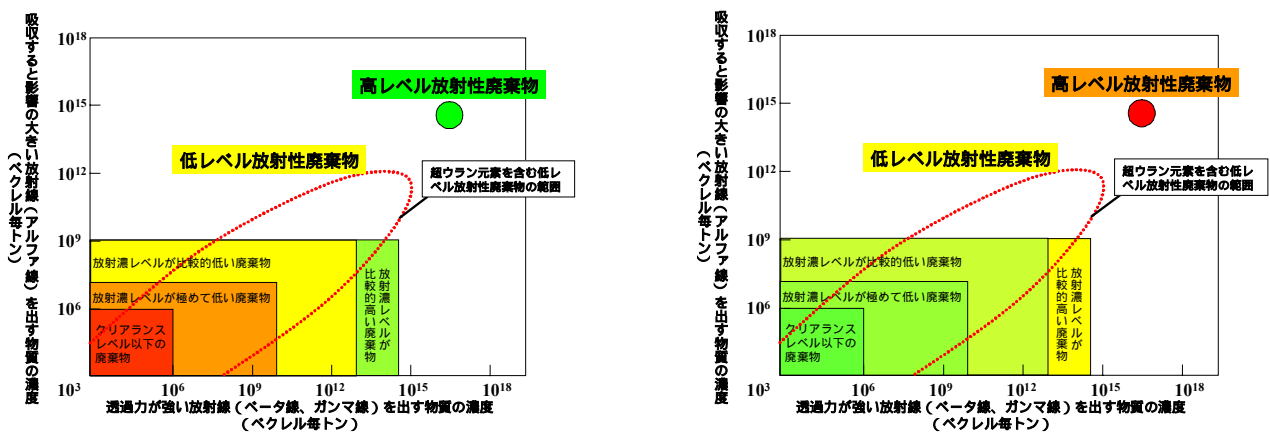 吸収すると影響の大きい放射線（アルファ線）を出す物質の濃度
（ベクレル毎トン）
10¹⁸
10¹⁵
10¹²
10⁹
10⁶
10³
高レベル放射性廃棄物
低レベル放射性廃棄物
超ウラン元素を含む低レ
ベル放射性廃棄物の範囲
放射濃レベルが比較的低い廃棄物
放射濃レベルが極めて低い廃棄物
クリアランス
レベル以下の
廃棄物
放射濃レベルが
比較的高い廃棄物
10⁶
10⁹
10¹²
10¹⁵
10¹⁸
透過力が強い放射線（ベータ線、ガンマ線）を出す物質の濃度
（ベクレル毎トン）
吸収すると影響の大きい放射線（アルファ線）を出す物質の濃度
（ベクレル毎トン）
10¹⁸
10¹⁵
10¹²
10⁹
10⁶
10³
高レベル放射性廃棄物
低レベル放射性廃棄物
超ウラン元素を含む低レ
ベル放射性廃棄物の範囲
放射濃レベルが比較的低い廃棄物
放射濃レベルが極めて低い廃棄物
クリアランス
レベル以下の
廃棄物
放射濃レベルが
比較的高い廃棄物
10⁶
10⁹
10¹²
10¹⁵
10¹⁸
透過力が強い放射線（ベータ線、ガンマ線）を出す物質の濃度
（ベクレル毎トン）